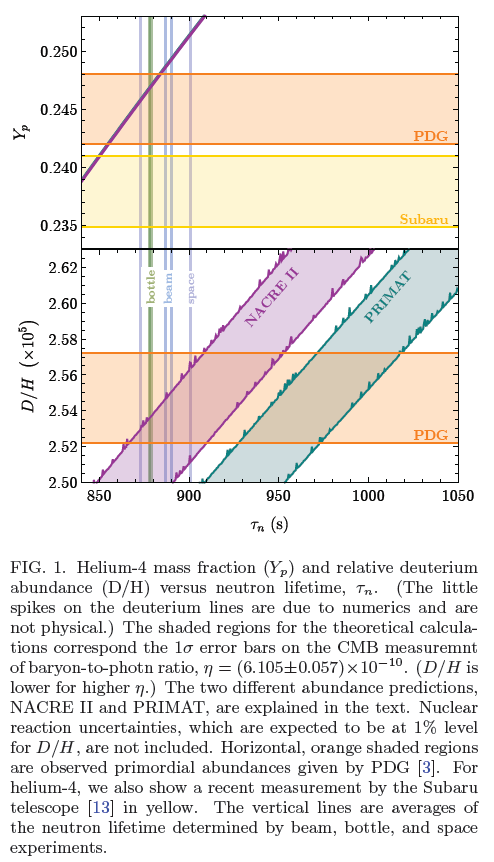 0.250
0.245
0.240
0.235
Yp
PDG
Subaru
2.62
2.60
2.58
2.56
2.54
2.52
2.50
D/H (×10⁵)
bottle
beam
space
NACRE II
PRIMAT
PDG
850
900
950
1000
1050
τn (s)
FIG. 1. Helium-4 mass fraction (Yp) and relative deuterium
abundance (D/H) versus neutron lifetime, τn. (The little
spikes on the deuterium lines are due to numerics and are
not physical.) The shaded regions for the theoretical calcula-
tions correspond the 1σ error bars on the CMB measuremnt
of baryon-to-photn ratio, η = (6.105±0.057)×10⁻¹⁰. (D/H is
lower for higher η.) The two different abundance predictions,
NACRE II and PRIMAT, are explained in the text. Nuclear
reaction uncertainties, which are expected to be at 1% level
for D/H, are not included. Horizontal, orange shaded regions
are observed primordial abundances given by PDG [3]. For
helium-4, we also show a recent measurement by the Subaru
telescope [13] in yellow. The vertical lines are averages of
the neutron lifetime determined by beam, bottle, and space
experiments.